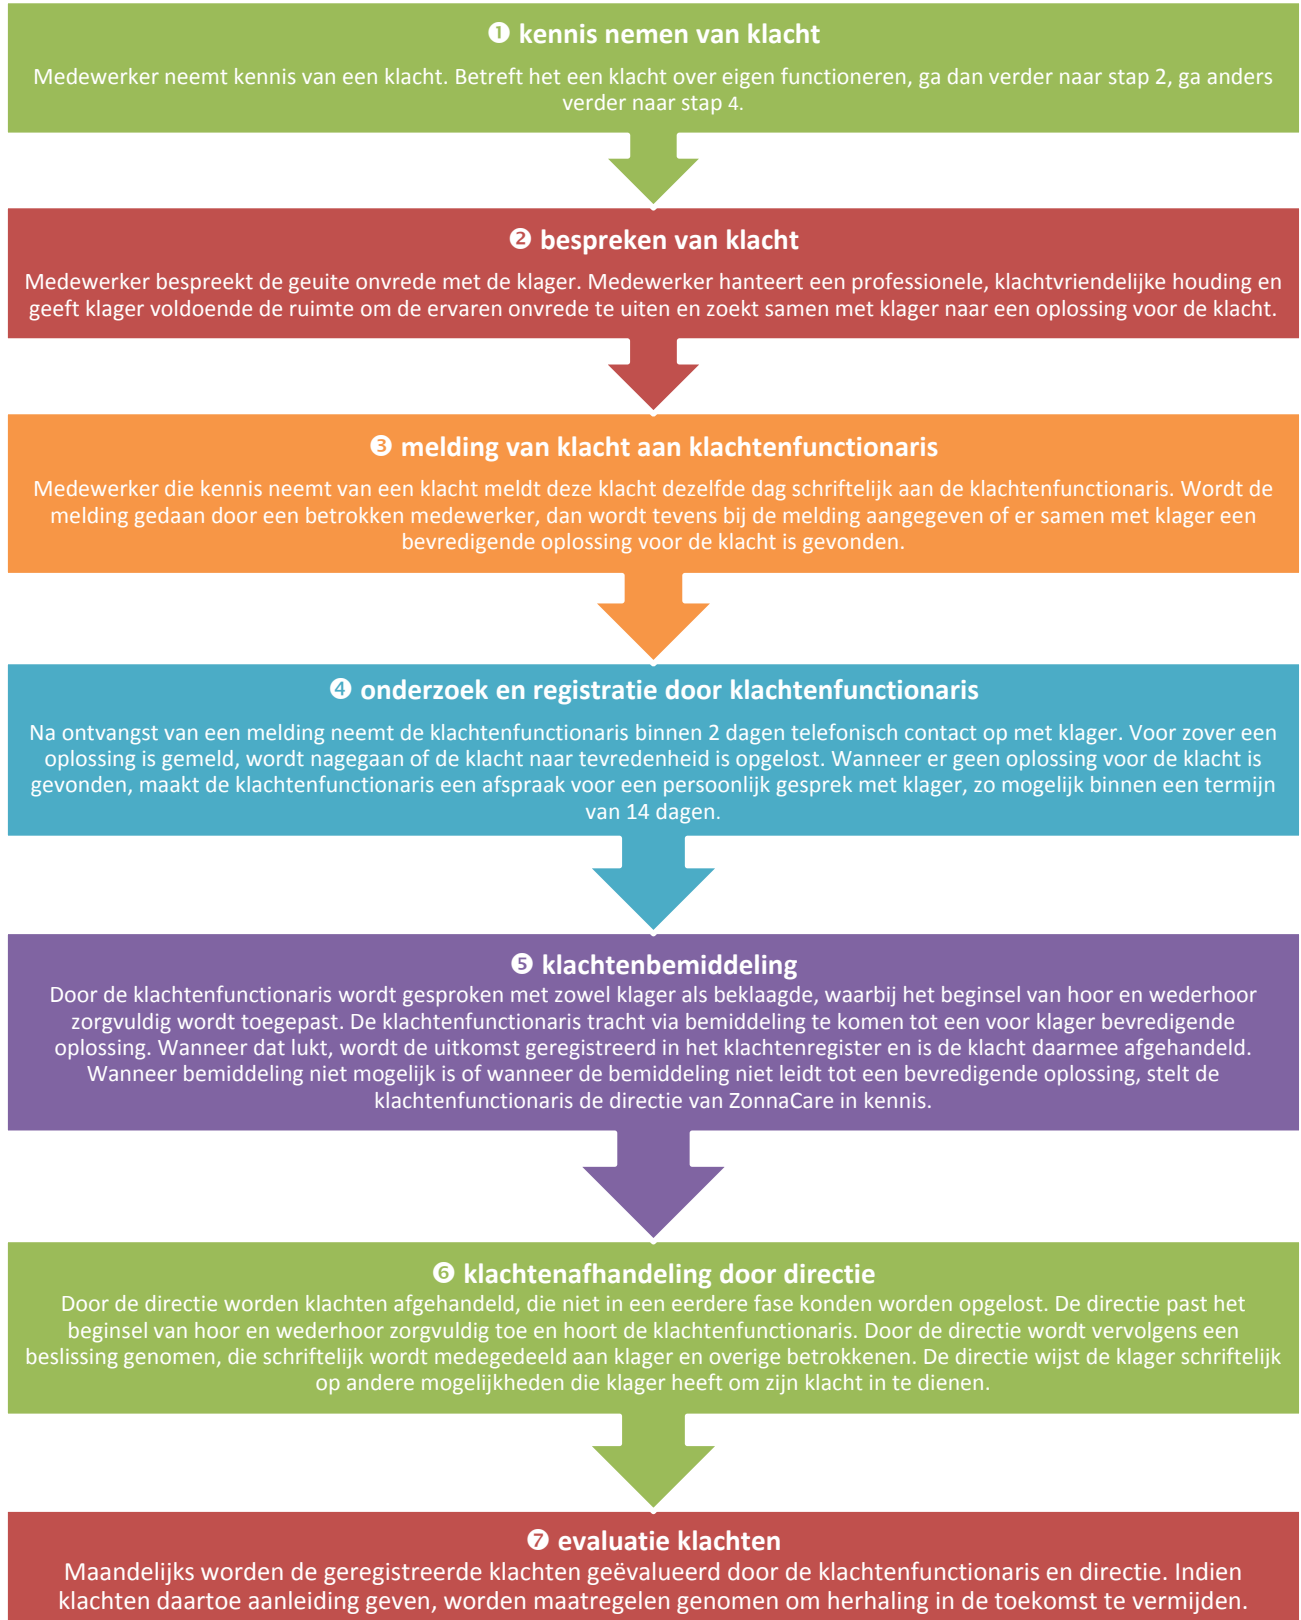 ❶ kennis nemen van klacht
Medewerker neemt kennis van een klacht. Betreft het een klacht over eigen functioneren, ga dan verder naar stap 2, ga anders
verder naar stap 4.
❷ bespreken van klacht
Medewerker bespreekt de geuite onvrede met de klager. Medewerker hanteert een professionele, klachtvriendelijke houding en
geeft klager voldoende de ruimte om de ervaren onvrede te uiten en zoekt samen met klager naar een oplossing voor de klacht.
❸ melding van klacht aan klachtenfunctionaris
Medewerker die kennis neemt van een klacht meldt deze klacht dezelfde dag schriftelijk aan de klachtenfunctionaris. Wordt de
melding gedaan door een betrokken medewerker, dan wordt tevens bij de melding aangegeven of er samen met klager een
bevredigende oplossing voor de klacht is gevonden.
❹ onderzoek en registratie door klachtenfunctionaris
Na ontvangst van een melding neemt de klachtenfunctionaris binnen 2 dagen telefonisch contact op met klager. Voor zover een
oplossing is gemeld, wordt nagegaan of de klacht naar tevredenheid is opgelost. Wanneer er geen oplossing voor de klacht is
gevonden, maakt de klachtenfunctionaris een afspraak voor een persoonlijk gesprek met klager, zo mogelijk binnen een termijn
van 14 dagen.
❺ klachtenbemiddeling
Door de klachtenfunctionaris wordt gesproken met zowel klager als beklaagde, waarbij het beginsel van hoor en wederhoor
zorgvuldig wordt toegepast. De klachtenfunctionaris tracht via bemiddeling te komen tot een voor klager bevredigende
oplossing. Wanneer dat lukt, wordt de uitkomst geregistreerd in het klachtenregister en is de klacht daarmee afgehandeld.
Wanneer bemiddeling niet mogelijk is of wanneer de bemiddeling niet leidt tot een bevredigende oplossing, stelt de
klachtenfunctionaris de directie van ZonnaCare in kennis.
❻ klachtenafhandeling door directie
Door de directie worden klachten afgehandeld, die niet in een eerdere fase konden worden opgelost. De directie past het
beginsel van hoor en wederhoor zorgvuldig toe en hoort de klachtenfunctionaris. Door de directie wordt vervolgens een
beslissing genomen, die schriftelijk wordt medegedeeld aan klager en overige betrokkenen. De directie wijst de klager schriftelijk
op andere mogelijkheden die klager heeft om zijn klacht in te dienen.
❼ evaluatie klachten
Maandelijks worden de geregistreerde klachten geëvalueerd door de klachtenfunctionaris en directie. Indien
klachten daartoe aanleiding geven, worden maatregelen genomen om herhaling in de toekomst te vermijden.